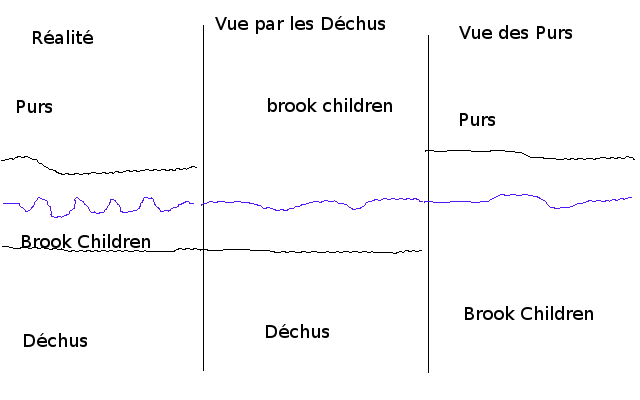 Réalité
Vue par les Déchus
Vue des Purs
Purs
brook children
Purs
Brook Children
Déchus
Déchus
Brook Children